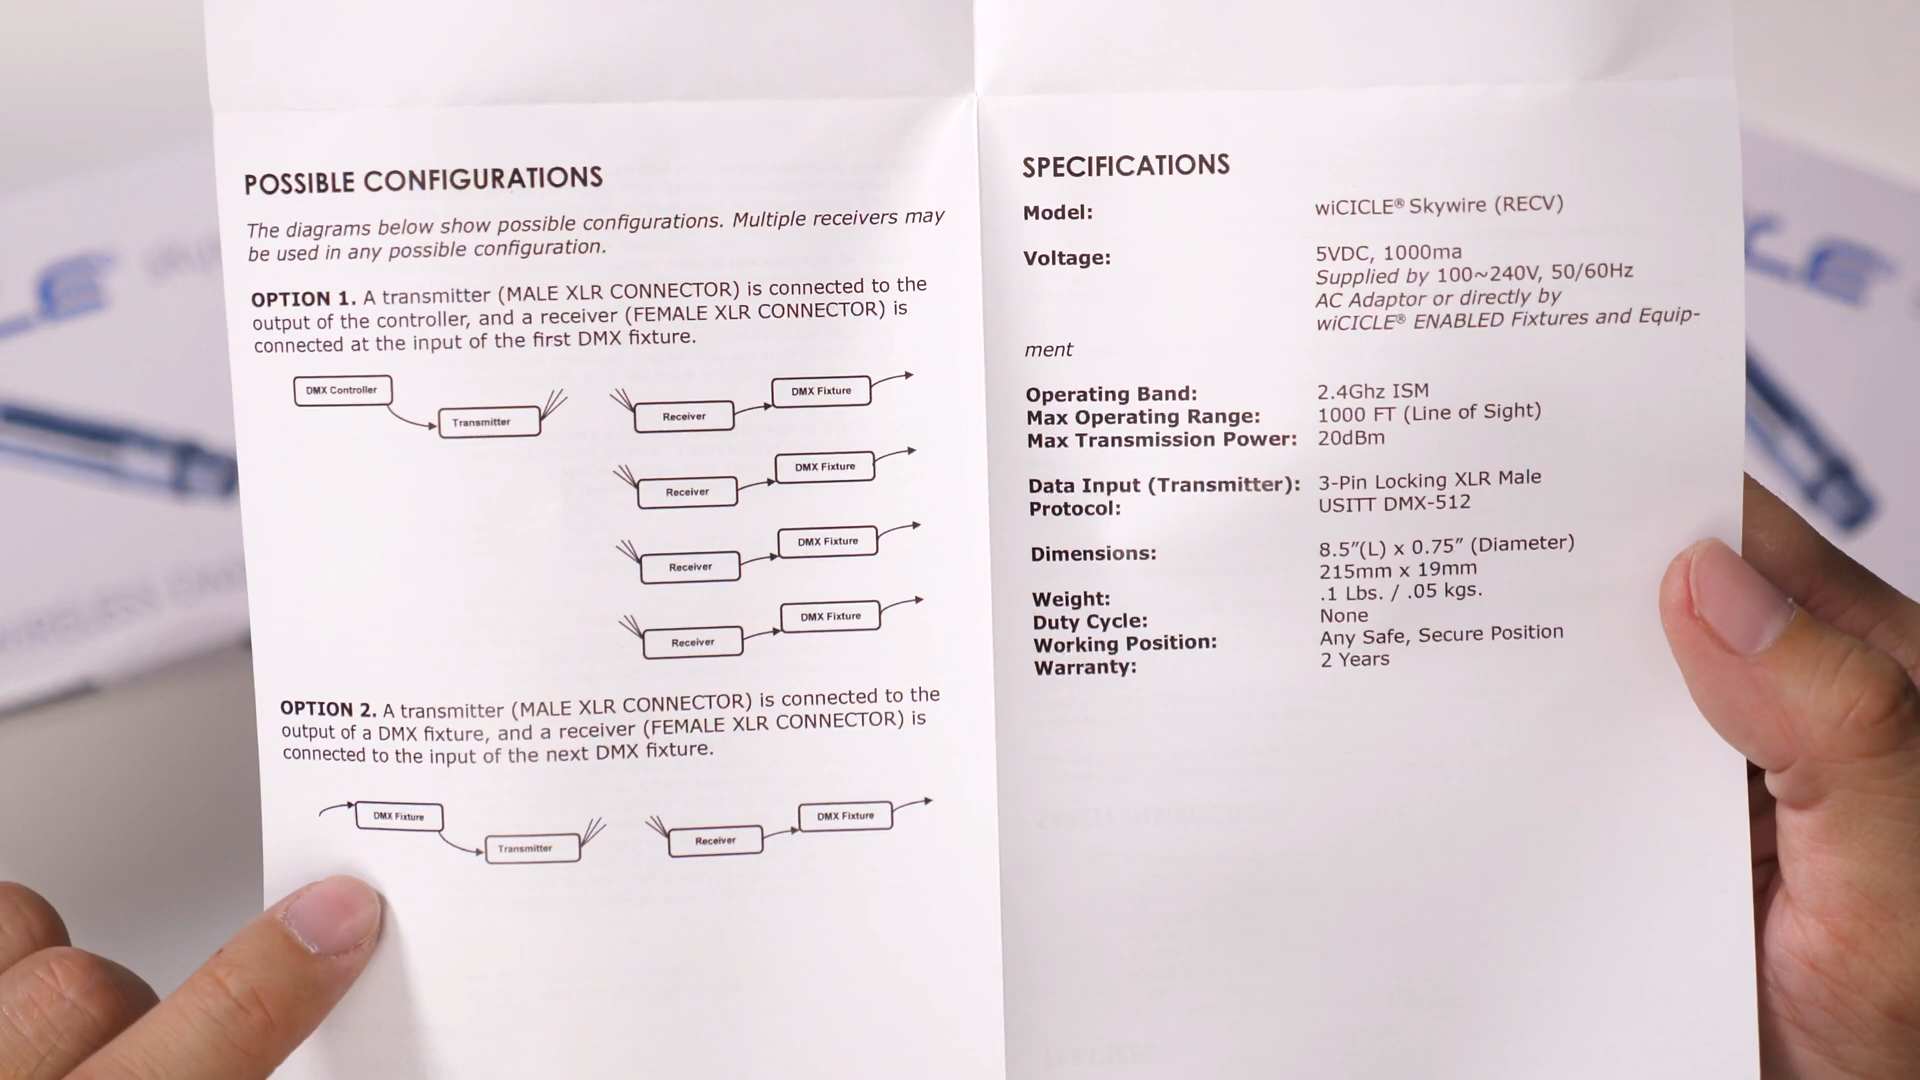 POSSIBLE CONFIGURATIONS
The diagrams below show possible configurations. Multiple receivers may
be used in any possible configuration.
OPTION 1. A transmitter (MALE XLR CONNECTOR) is connected to the
output of the controller, and a receiver (FEMALE XLR CONNECTOR) is
connected at the input of the first DMX fixture.
DMX Controller
Transmitter
Receiver
DMX Fixture
Receiver
DMX Fixture
Receiver
DMX Fixture
Receiver
DMX Fixture
OPTION 2. A transmitter (MALE XLR CONNECTOR) is connected to the
output of a DMX fixture, and a receiver (FEMALE XLR CONNECTOR) is
connected to the input of the next DMX fixture.
DMX Fixture
Transmitter
Receiver
DMX Fixture
SPECIFICATIONS
Model: wiCICLE® Skywire (RECV)
Voltage: 5VDC, 1000ma
Supplied by 100~240V, 50/60Hz
AC Adaptor or directly by
wiCICLE® ENABLED Fixtures and Equip-
ment
Operating Band: 2.4Ghz ISM
Max Operating Range: 1000 FT (Line of Sight)
Max Transmission Power: 20dBm
Data Input (Transmitter): 3-Pin Locking XLR Male
Protocol: USITT DMX-512
Dimensions: 8.5”(L) x 0.75” (Diameter)
215mm x 19mm
Weight: .1 Lbs. / .05 kgs.
Duty Cycle: None
Working Position: Any Safe, Secure Position
Warranty: 2 Years